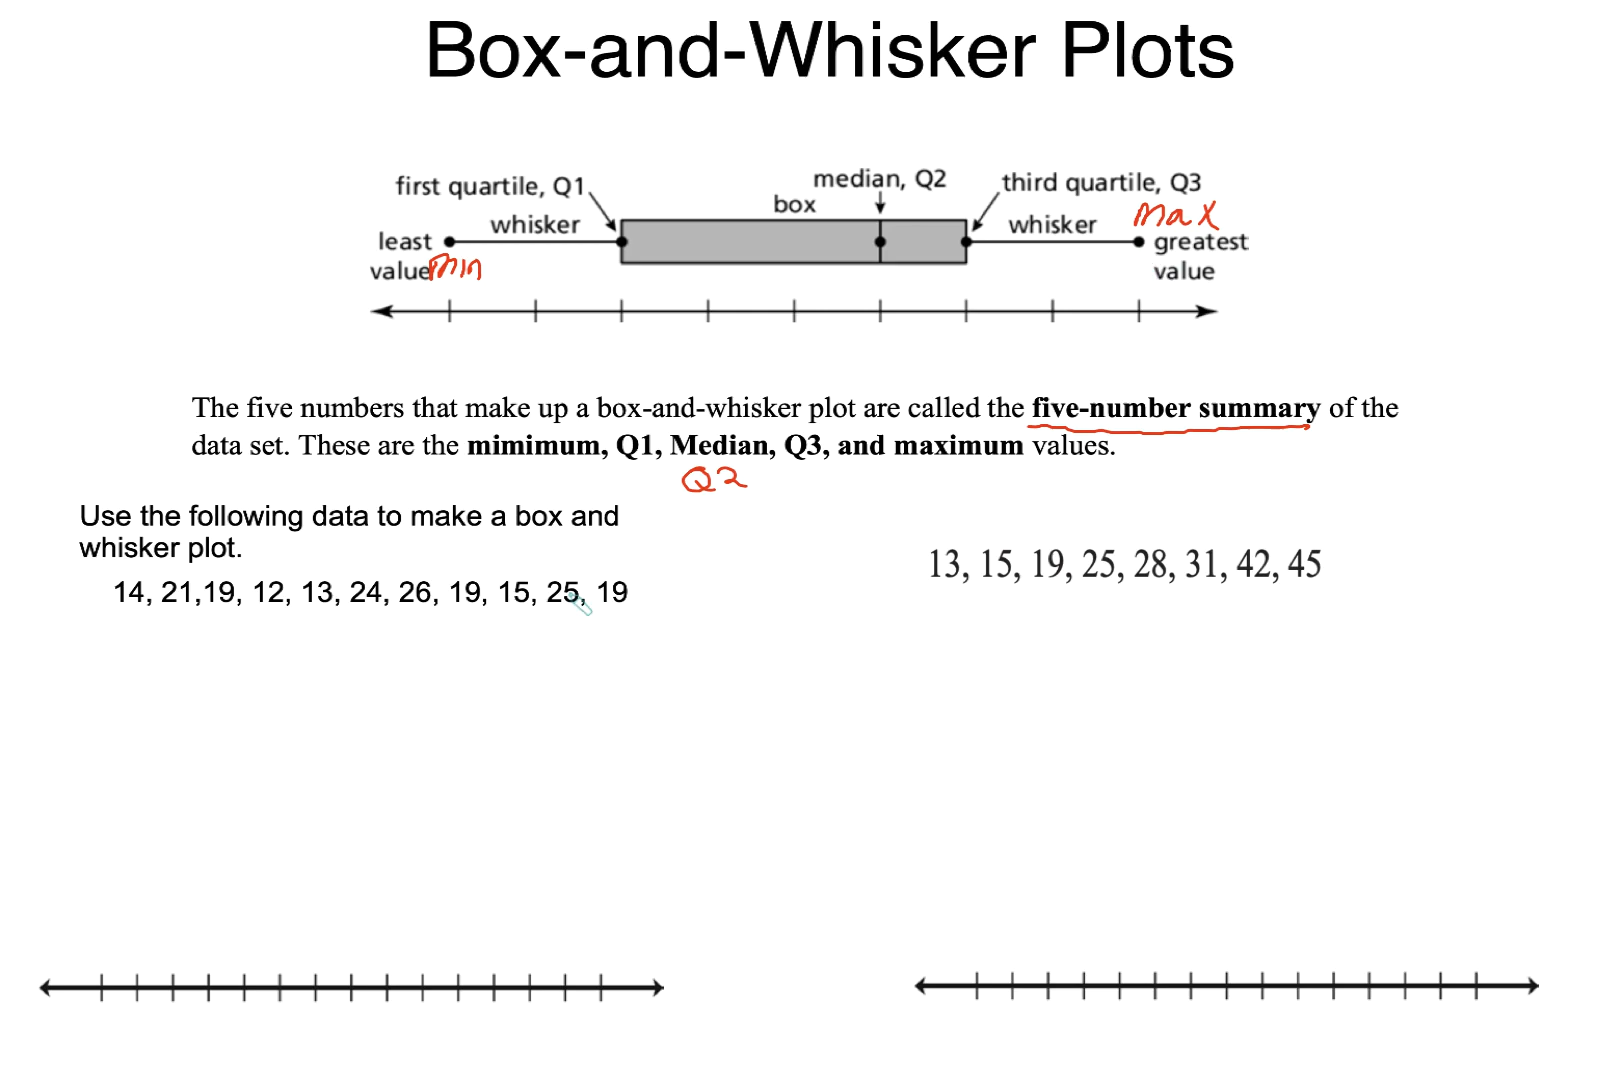 Box-and-Whisker Plots
first quartile, Q1
median, Q2
third quartile, Q3
box
whisker
whisker
max
least
value
min
greatest
value
The five numbers that make up a box-and-whisker plot are called the five-number summary of the
data set. These are the mimimum, Q1, Median, Q3, and maximum values.
Q2
Use the following data to make a box and
whisker plot.
14, 21,19, 12, 13, 24, 26, 19, 15, 25, 19
13, 15, 19, 25, 28, 31, 42, 45